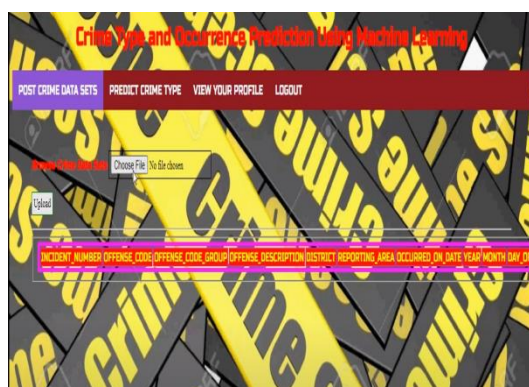 Crime Type and Occurrence Prediction Using Machine Learning
POST CRIME DATA SETS PREDICT CRIME TYPE VIEW YOUR PROFILE LOGOUT
Choose File No file chosen
Upload
INCIDENT_NUMBER OFFENSE_CODE OFFENSE_CODE_GROUP OFFENSE_DESCRIPTION DISTRICT REPORTING_AREA OCCURRED_ON_DATE YEAR MONTH DAY_O